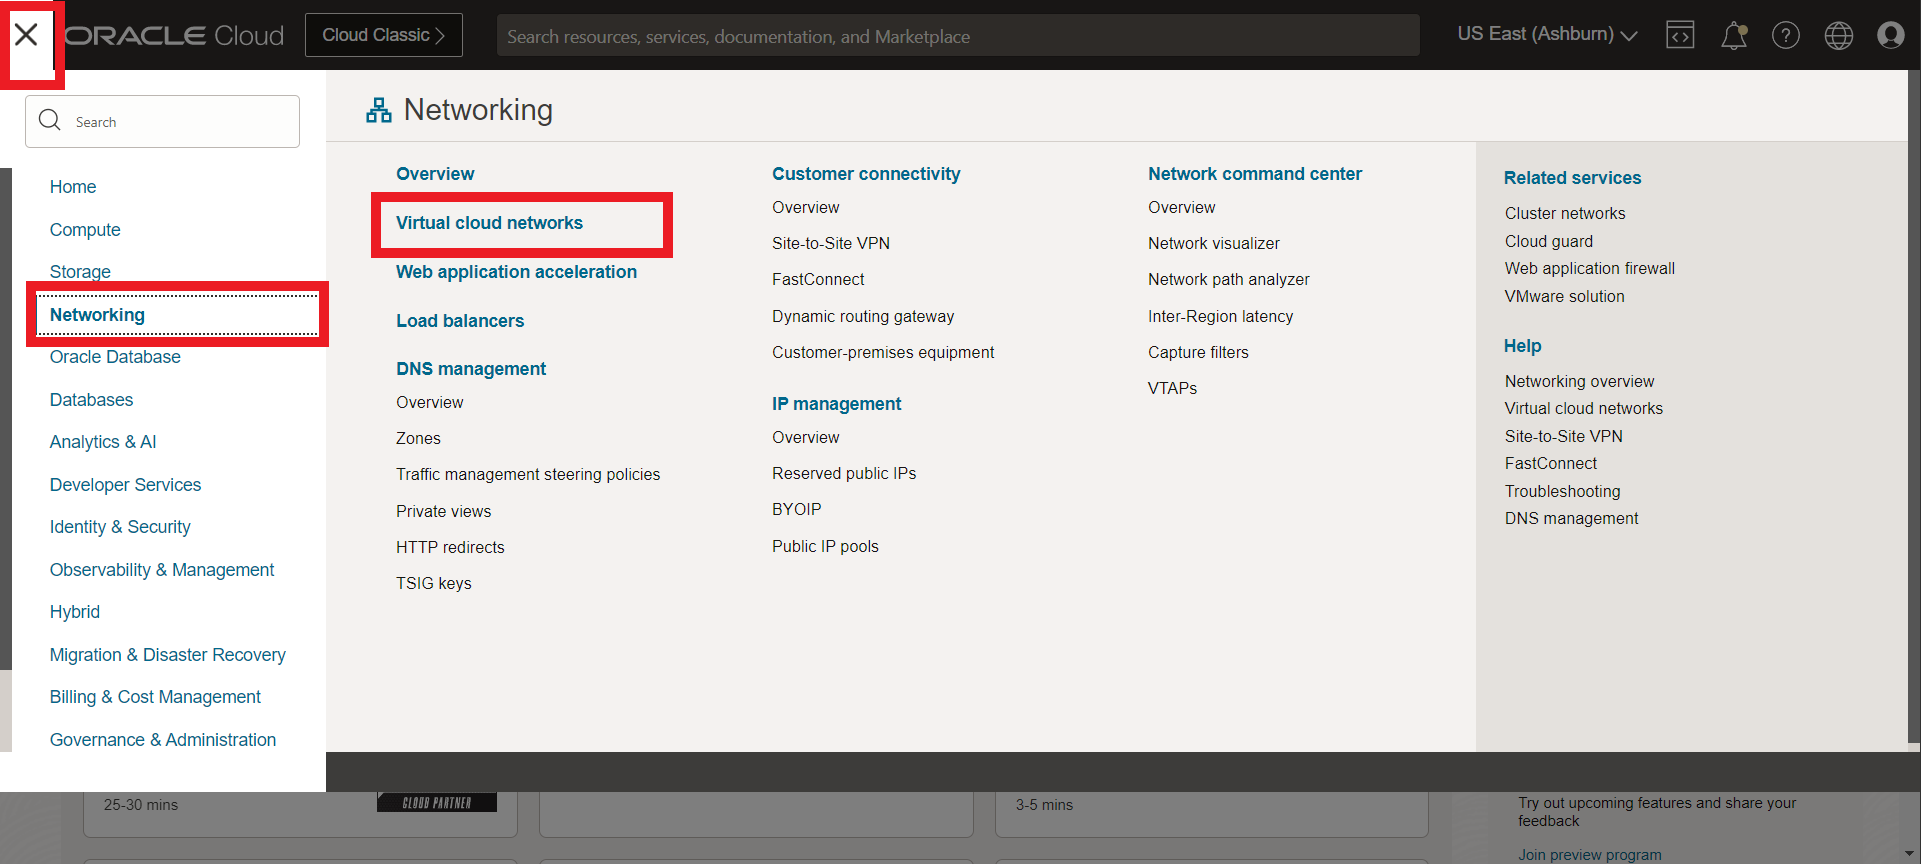 ORACLE Cloud
Cloud Classic
Search resources, services, documentation, and Marketplace
US East (Ashburn)
Search
Home
Compute
Storage
Networking
Oracle Database
Databases
Analytics & AI
Developer Services
Identity & Security
Observability & Management
Hybrid
Migration & Disaster Recovery
Billing & Cost Management
Governance & Administration
Networking
Overview
Virtual cloud networks
Web application acceleration
Load balancers
DNS management
Overview
Zones
Traffic management steering policies
Private views
HTTP redirects
TSIG keys
Customer connectivity
Overview
Site-to-Site VPN
FastConnect
Dynamic routing gateway
Customer-premises equipment
IP management
Overview
Reserved public IPs
BYOIP
Public IP pools
Network command center
Overview
Network visualizer
Network path analyzer
Inter-Region latency
Capture filters
VTAPs
Related services
Cluster networks
Cloud guard
Web application firewall
VMware solution
Help
Networking overview
Virtual cloud networks
Site-to-Site VPN
FastConnect
Troubleshooting
DNS management
25-30 mins
CLOUD PARTNER
3-5 mins
Try out upcoming features and share your
feedback
Join preview program